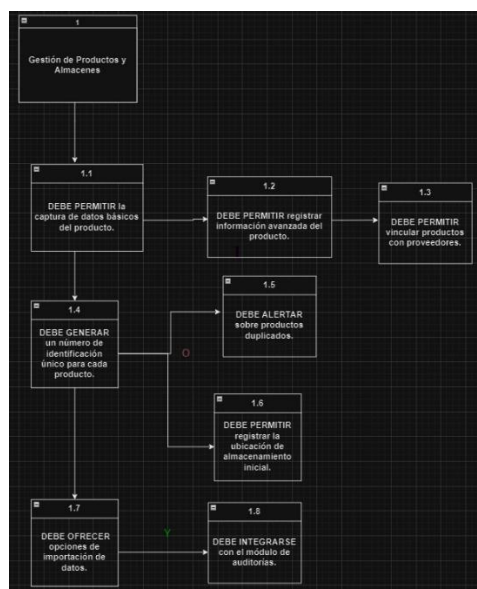 1
Gestión de Productos y
Almacenes
1.1
DEBE PERMITIR la
captura de datos básicos
del producto.
1.2
DEBE PERMITIR registrar
información avanzada del
producto.
1.3
DEBE PERMITIR
vincular productos
con proveedores.
1.4
DEBE GENERAR
un número de
identificación
único para cada
producto.
1.5
DEBE ALERTAR
sobre productos
duplicados.
O
1.6
DEBE PERMITIR
registrar la
ubicación de
almacenamiento
inicial.
1.7
DEBE OFRECER
opciones de
importación de
datos.
Y
1.8
DEBE INTEGRARSE
con el módulo de
auditorías.